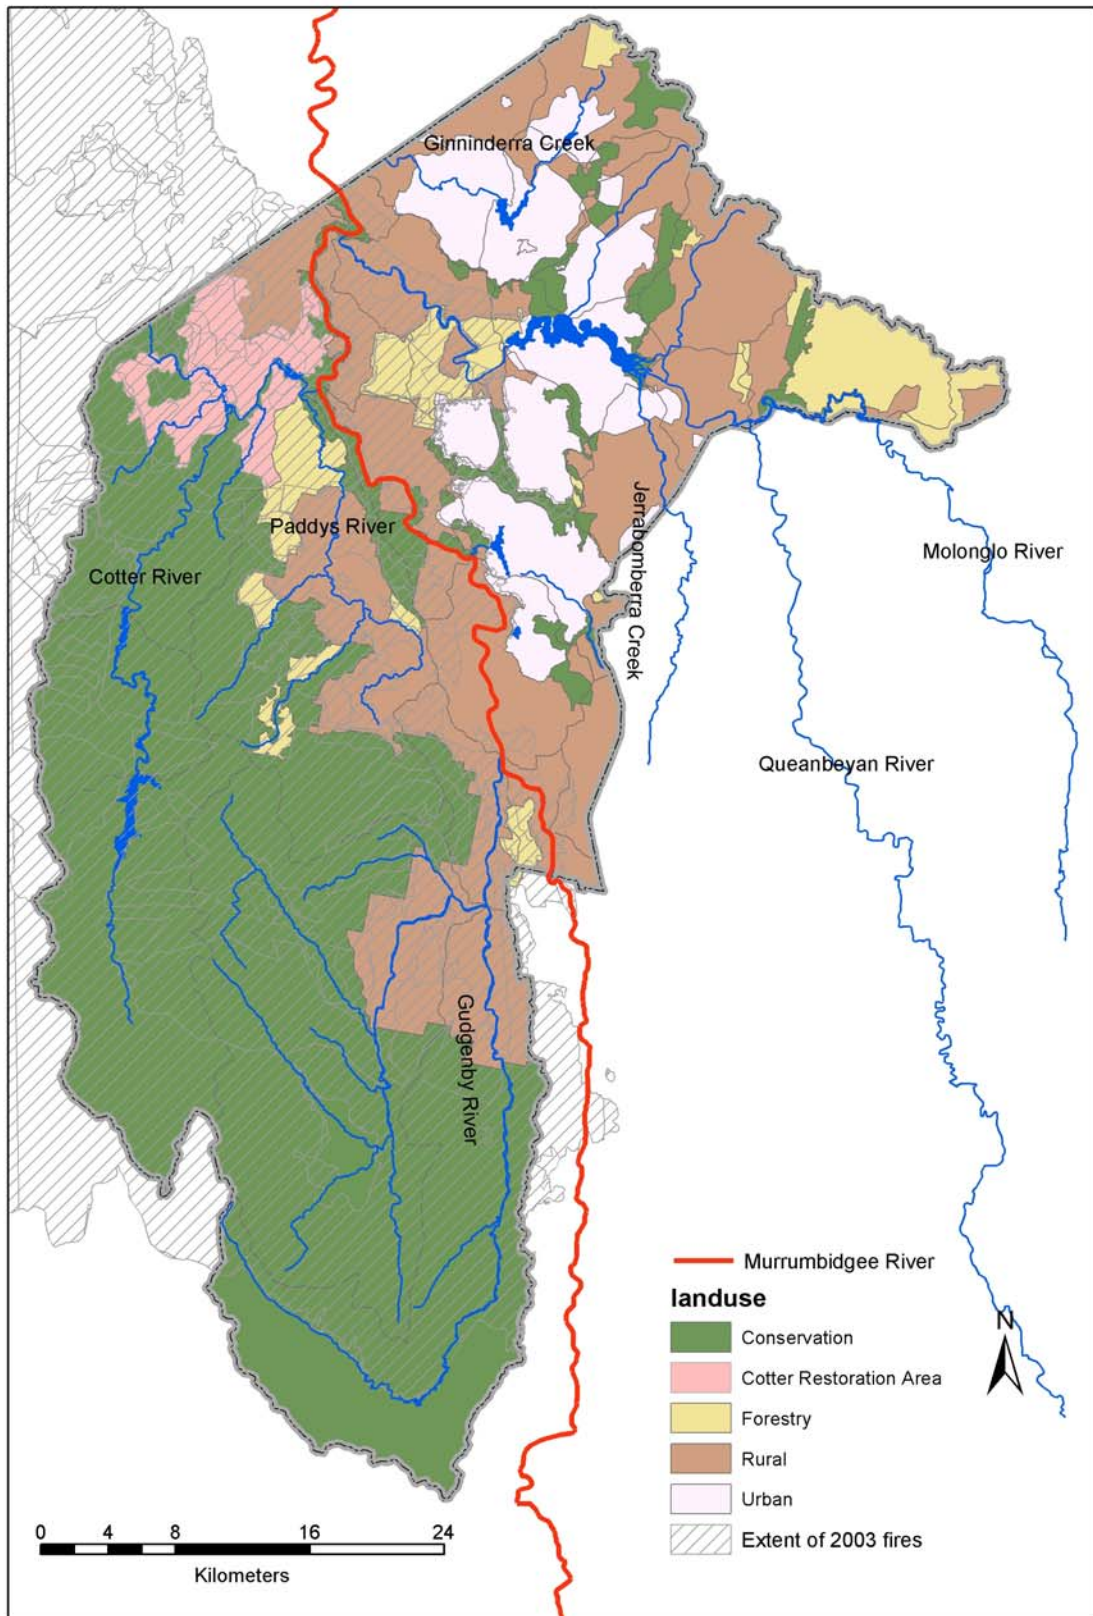 Ginninderra Creek
Paddys River
Cotter River
Jerrabomberra Creek
Molonglo River
Queanbeyan River
Gudgenby River
Murrumbidgee River
landuse
Conservation
Cotter Restoration Area
Forestry
Rural
Urban
Extent of 2003 fires
N
0 4 8 16 24
Kilometers